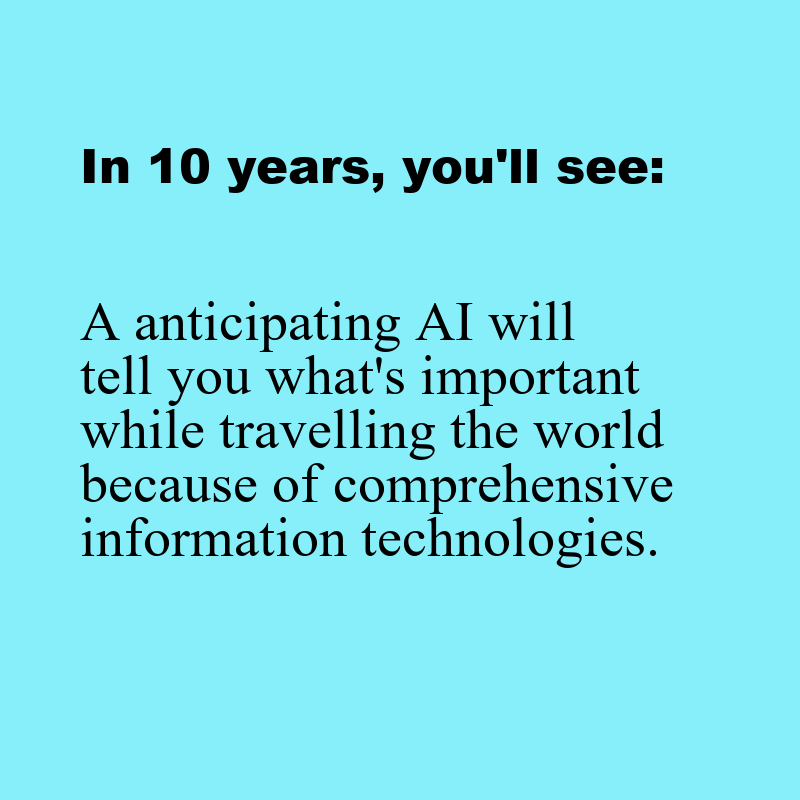 In 10 years, you'll see:
A anticipating AI will
tell you what's important
while travelling the world
because of comprehensive
information technologies.